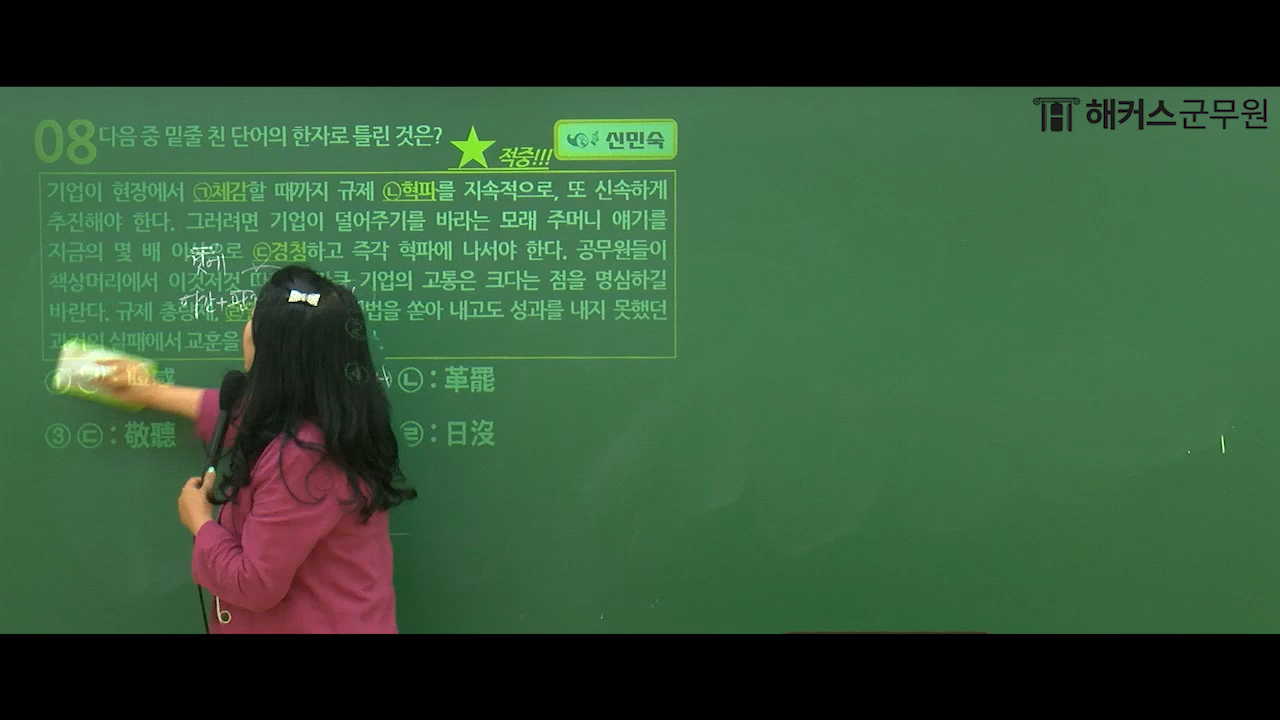 해커스군무원
08 다음 중 밑줄 친 단어의 한자로 틀린 것은?
적중!!!
신민숙
기업이 현장에서 ㉠체감할 때까지 규제 ㉡혁파를 지속적으로, 또 신속하게
추진해야 한다. 그러려면 기업이 덜어주기를 바라는 모래 주머니 얘기를
지금의 몇 배 으로 ㉢경청하고 즉각 혁파에 나서야 한다. 공무원들이
책상머리에서 이것저것 기업의 고통은 크다는 점을 명심하길
바란다. 규제 법을 쏟아 내고도 성과를 내지 못했던
실패에서 교훈을
㉡ : 革罷
③ ㉢ : 敬聽
㉣ : 日沒